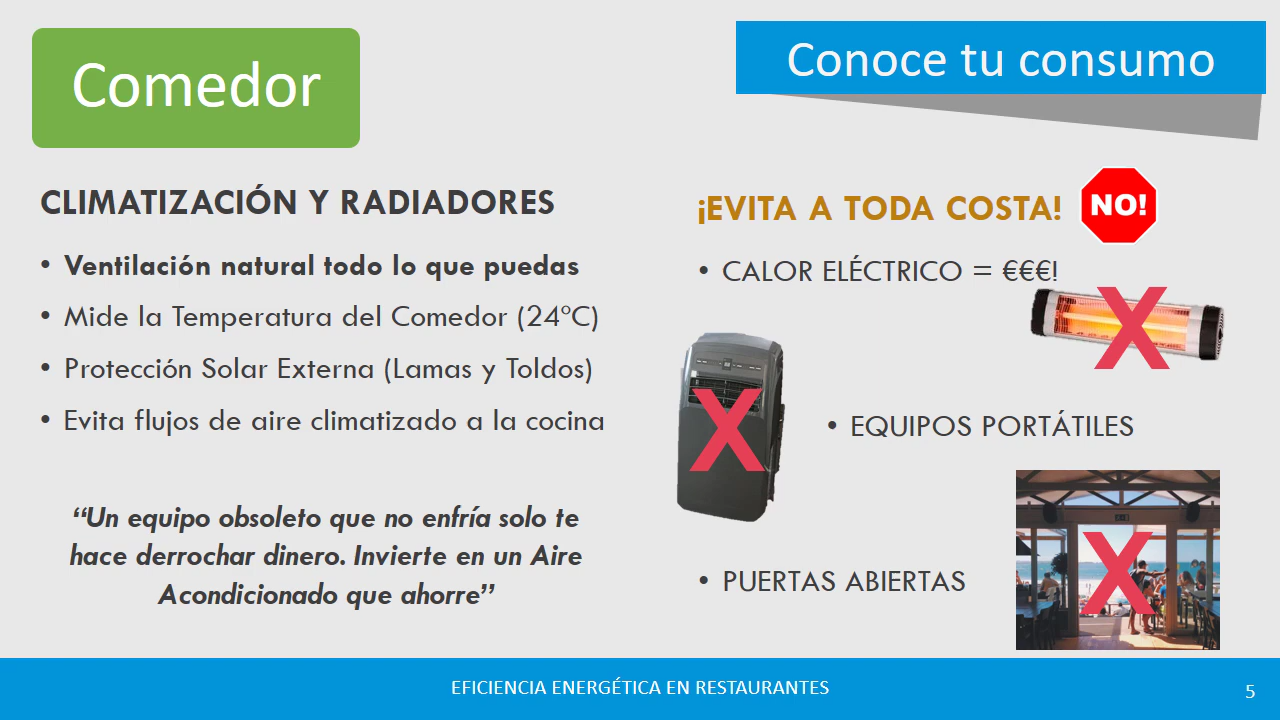 Comedor
Conoce tu consumo
CLIMATIZACIÓN Y RADIADORES
• Ventilación natural todo lo que puedas
• Mide la Temperatura del Comedor (24ºC)
• Protección Solar Externa (Lamas y Toldos)
• Evita flujos de aire climatizado a la cocina
“Un equipo obsoleto que no enfría solo te
hace derrochar dinero. Invierte en un Aire
Acondicionado que ahorre”
¡EVITA A TODA COSTA!
NO!
• CALOR ELÉCTRICO = €€€!
X
X
• EQUIPOS PORTÁTILES
• PUERTAS ABIERTAS
X
EFICIENCIA ENERGÉTICA EN RESTAURANTES
5